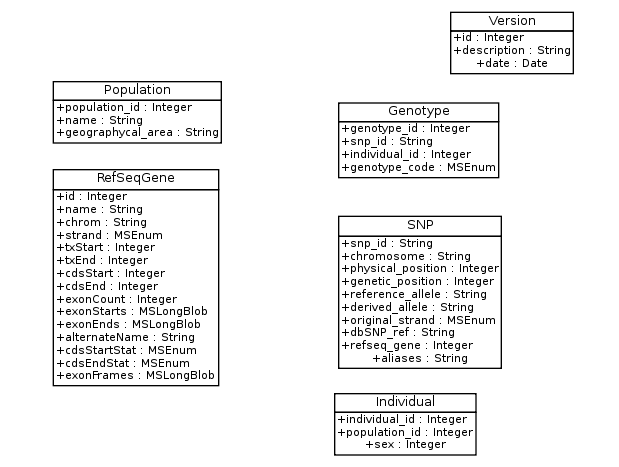 Version
+id : Integer
+description : String
+date : Date
Population
+population_id : Integer
+name : String
+geographycal_area : String
Genotype
+genotype_id : Integer
+snp_id : String
+individual_id : Integer
+genotype_code : MSEnum
RefSeqGene
+id : Integer
+name : String
+chrom : String
+strand : MSEnum
+txStart : Integer
+txEnd : Integer
+cdsStart : Integer
+cdsEnd : Integer
+exonCount : Integer
+exonStarts : MSLongBlob
+exonEnds : MSLongBlob
+alternateName : String
+cdsStartStat : MSEnum
+cdsEndStat : MSEnum
+exonFrames : MSLongBlob
SNP
+snp_id : String
+chromosome : String
+physical_position : Integer
+genetic_position : Integer
+reference_allele : String
+derived_allele : String
+original_strand : MSEnum
+dbSNP_ref : String
+refseq_gene : Integer
+aliases : String
Individual
+individual_id : Integer
+population_id : Integer
+sex : Integer